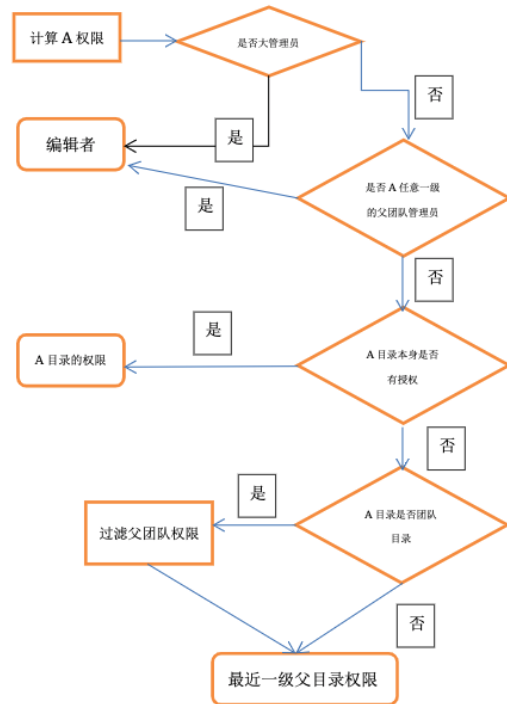 计算 A 权限
是否大管理员
否
是
编辑者
是否 A 任意一级
的父团队管理员
是
否
是
A 目录本身是否
有授权
A 目录的权限
否
是
A 目录是否团队
目录
过滤父团队权限
否
最近一级父目录权限